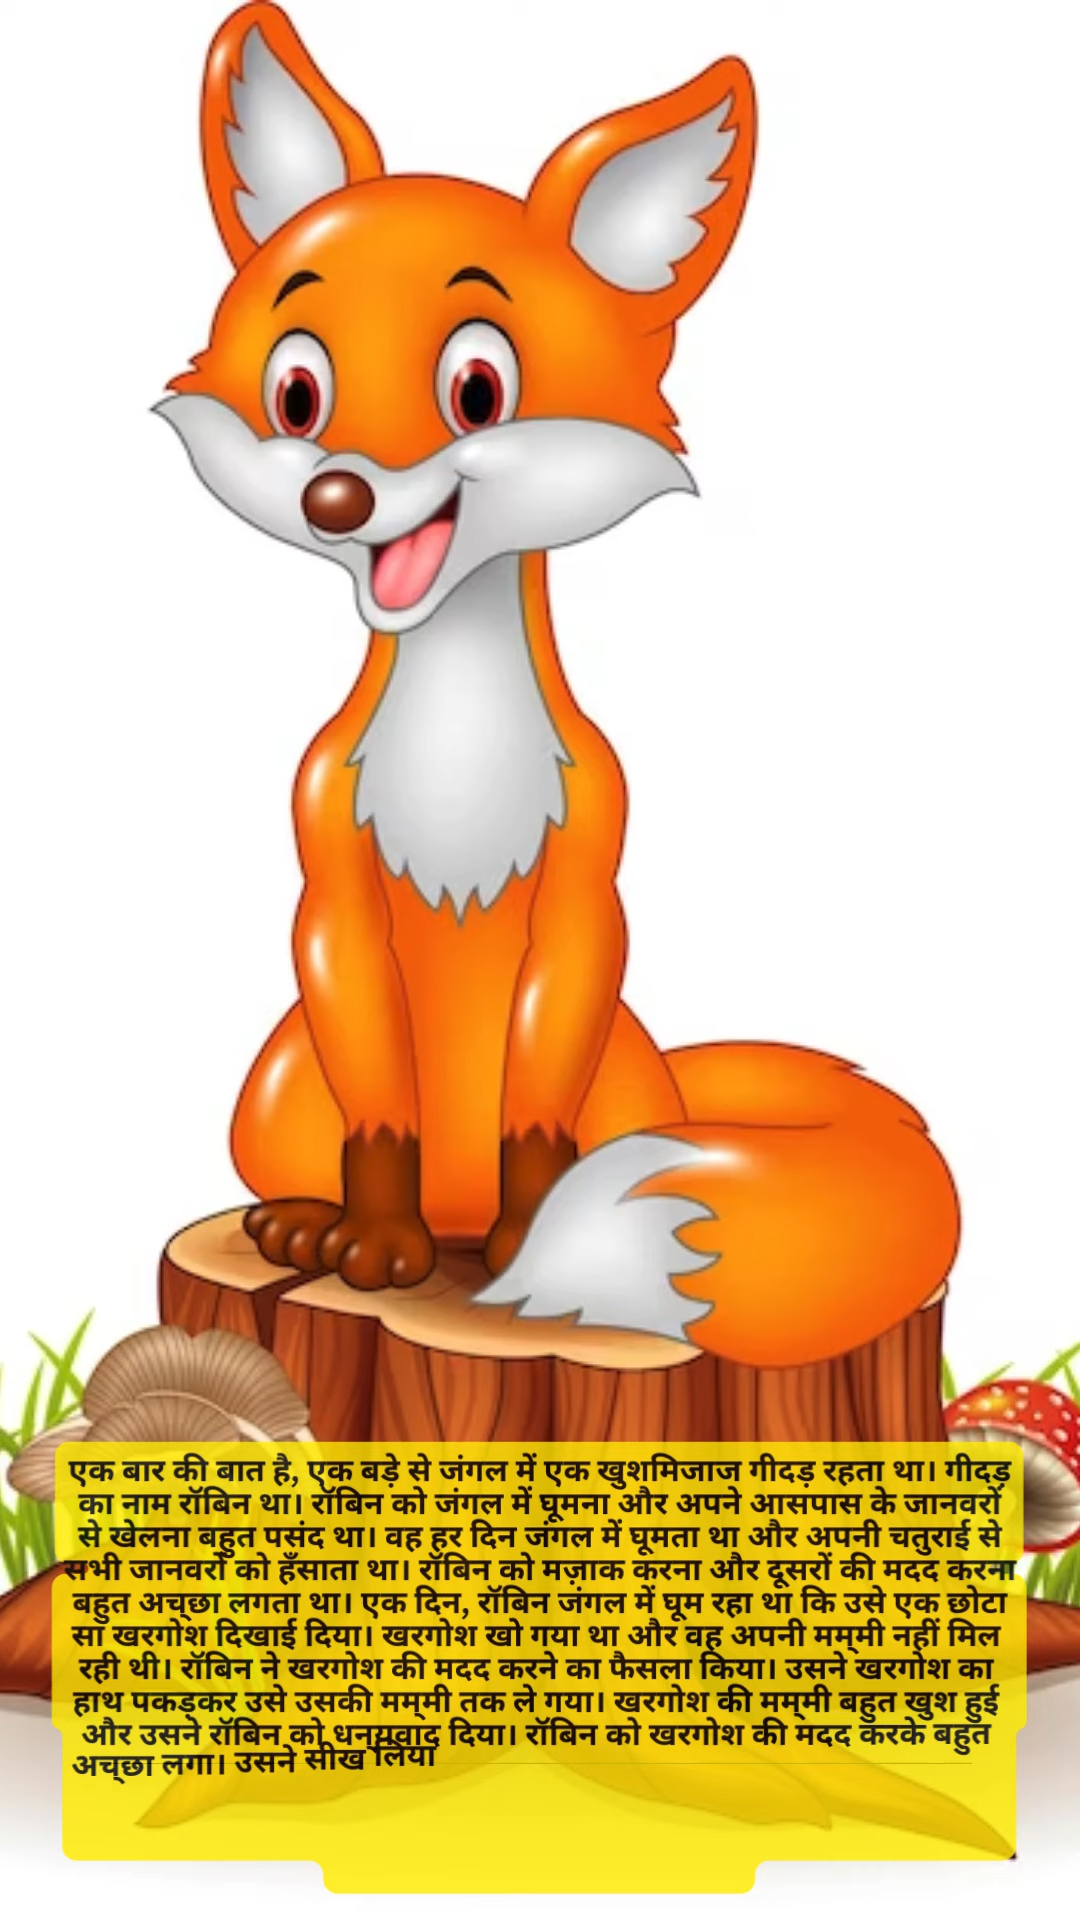 एक बार की बात है, एक बड़े से जंगल में एक खुशमिजाज गीदड़ रहता था। गीदड़
का नाम रॉबिन था। रॉबिन को जंगल में घूमना और अपने आसपास के जानवरों
से खेलना बहुत पसंद था। वह हर दिन जंगल में घूमता था और अपनी चतुराई से
सभी जानवरों को हँसाता था। रॉबिन को मज़ाक करना और दूसरों की मदद करना
बहुत अच्छा लगता था। एक दिन, रॉबिन जंगल में घूम रहा था कि उसे एक छोटा
सा खरगोश दिखाई दिया। खरगोश खो गया था और वह अपनी मम्मी नहीं मिल
रही थी। रॉबिन ने खरगोश की मदद करने का फैसला किया। उसने खरगोश का
हाथ पकड़कर उसे उसकी मम्मी तक ले गया। खरगोश की मम्मी बहुत खुश हुई
और उसने रॉबिन को धन्यवाद दिया। रॉबिन को खरगोश की मदद करके बहुत
अच्छा लगा। उसने सीख लिया